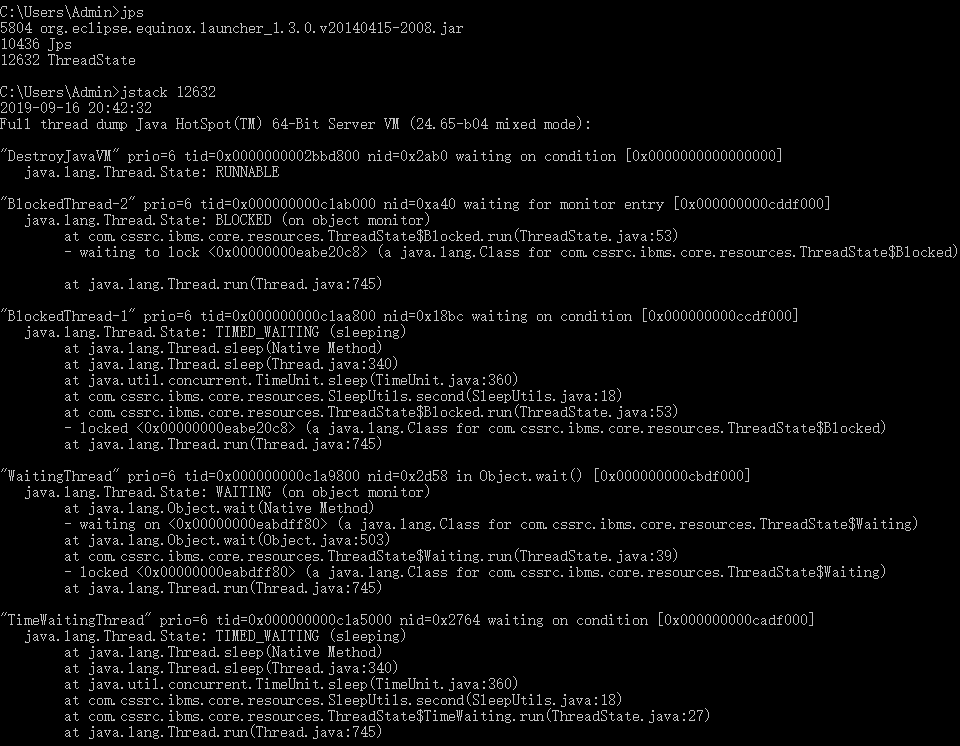 C:\Users\Admin>jps
5804 org.eclipse.equinox.launcher_1.3.0.v20140415-2008.jar
10436 Jps
12632 ThreadState
C:\Users\Admin>jstack 12632
2019-09-16 20:42:32
Full thread dump Java HotSpot(TM) 64-Bit Server VM (24.65-b04 mixed mode):
"DestroyJavaVM" prio=6 tid=0x0000000002bbd800 nid=0x2ab0 waiting on condition [0x0000000000000000]
java.lang.Thread.State: RUNNABLE
"BlockedThread-2" prio=6 tid=0x000000000c1ab000 nid=0xa40 waiting for monitor entry [0x000000000cddf000]
java.lang.Thread.State: BLOCKED (on object monitor)
at com.cssrc.ibms.core.resources.ThreadState$Blocked.run(ThreadState.java:53)
- waiting to lock <0x00000000eabe20c8> (a java.lang.Class for com.cssrc.ibms.core.resources.ThreadState$Blocked)
at java.lang.Thread.run(Thread.java:745)
"BlockedThread-1" prio=6 tid=0x000000000c1aa800 nid=0x18bc waiting on condition [0x000000000ccdf000]
java.lang.Thread.State: TIMED_WAITING (sleeping)
at java.lang.Thread.sleep(Native Method)
at java.lang.Thread.sleep(Thread.java:340)
at java.util.concurrent.TimeUnit.sleep(TimeUnit.java:360)
at com.cssrc.ibms.core.resources.SleepUtils.second(SleepUtils.java:18)
at com.cssrc.ibms.core.resources.ThreadState$Blocked.run(ThreadState.java:53)
- locked <0x00000000eabe20c8> (a java.lang.Class for com.cssrc.ibms.core.resources.ThreadState$Blocked)
at java.lang.Thread.run(Thread.java:745)
"WaitingThread" prio=6 tid=0x000000000c1a9800 nid=0x2d58 in Object.wait() [0x000000000cbdf000]
java.lang.Thread.State: WAITING (on object monitor)
at java.lang.Object.wait(Native Method)
- waiting on <0x00000000eabdff80> (a java.lang.Class for com.cssrc.ibms.core.resources.ThreadState$Waiting)
at java.lang.Object.wait(Object.java:503)
at com.cssrc.ibms.core.resources.ThreadState$Waiting.run(ThreadState.java:39)
- locked <0x00000000eabdff80> (a java.lang.Class for com.cssrc.ibms.core.resources.ThreadState$Waiting)
at java.lang.Thread.run(Thread.java:745)
"TimeWaitingThread" prio=6 tid=0x000000000c1a5000 nid=0x2764 waiting on condition [0x000000000cadf000]
java.lang.Thread.State: TIMED_WAITING (sleeping)
at java.lang.Thread.sleep(Native Method)
at java.lang.Thread.sleep(Thread.java:340)
at java.util.concurrent.TimeUnit.sleep(TimeUnit.java:360)
at com.cssrc.ibms.core.resources.SleepUtils.second(SleepUtils.java:18)
at com.cssrc.ibms.core.resources.ThreadState$TimeWaiting.run(ThreadState.java:27)
at java.lang.Thread.run(Thread.java:745)